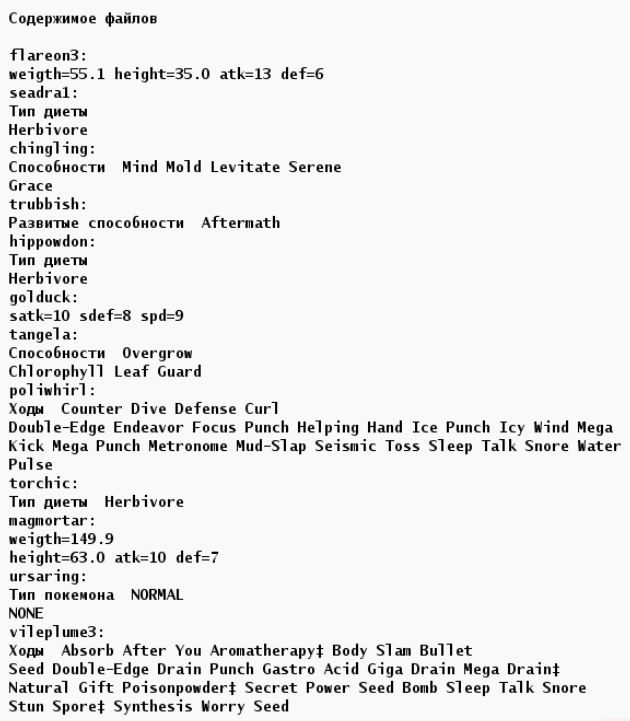 Содержимое файлов
flareon3:
weigth=55.1 height=35.0 atk=13 def=6
seadra1:
Тип диеты
Herbivore
chingling:
Способности  Mind Mold Levitate Serene
Grace
trubbish:
Развитые способности  Aftermath
hippowdon:
Тип диеты
Herbivore
golduck:
satk=10 sdef=8 spd=9
tangela:
Способности  Overgrow
Chlorophyll Leaf Guard
poliwhirl:
Ходы  Counter Dive Defense Curl
Double-Edge Endeavor Focus Punch Helping Hand Ice Punch Icy Wind Mega
Kick Mega Punch Metronome Mud-Slap Seismic Toss Sleep Talk Snore Water
Pulse
torchic:
Тип диеты  Herbivore
magmortar:
weigth=149.9
height=63.0 atk=10 def=7
ursaring:
Тип покемона  NORMAL
NONE
vileplume3:
Ходы  Absorb After You Aromatherapy‡ Body Slam Bullet
Seed Double-Edge Drain Punch Gastro Acid Giga Drain Mega Drain‡
Natural Gift Poisonpowder‡ Secret Power Seed Bomb Sleep Talk Snore
Stun Spore‡ Synthesis Worry Seed